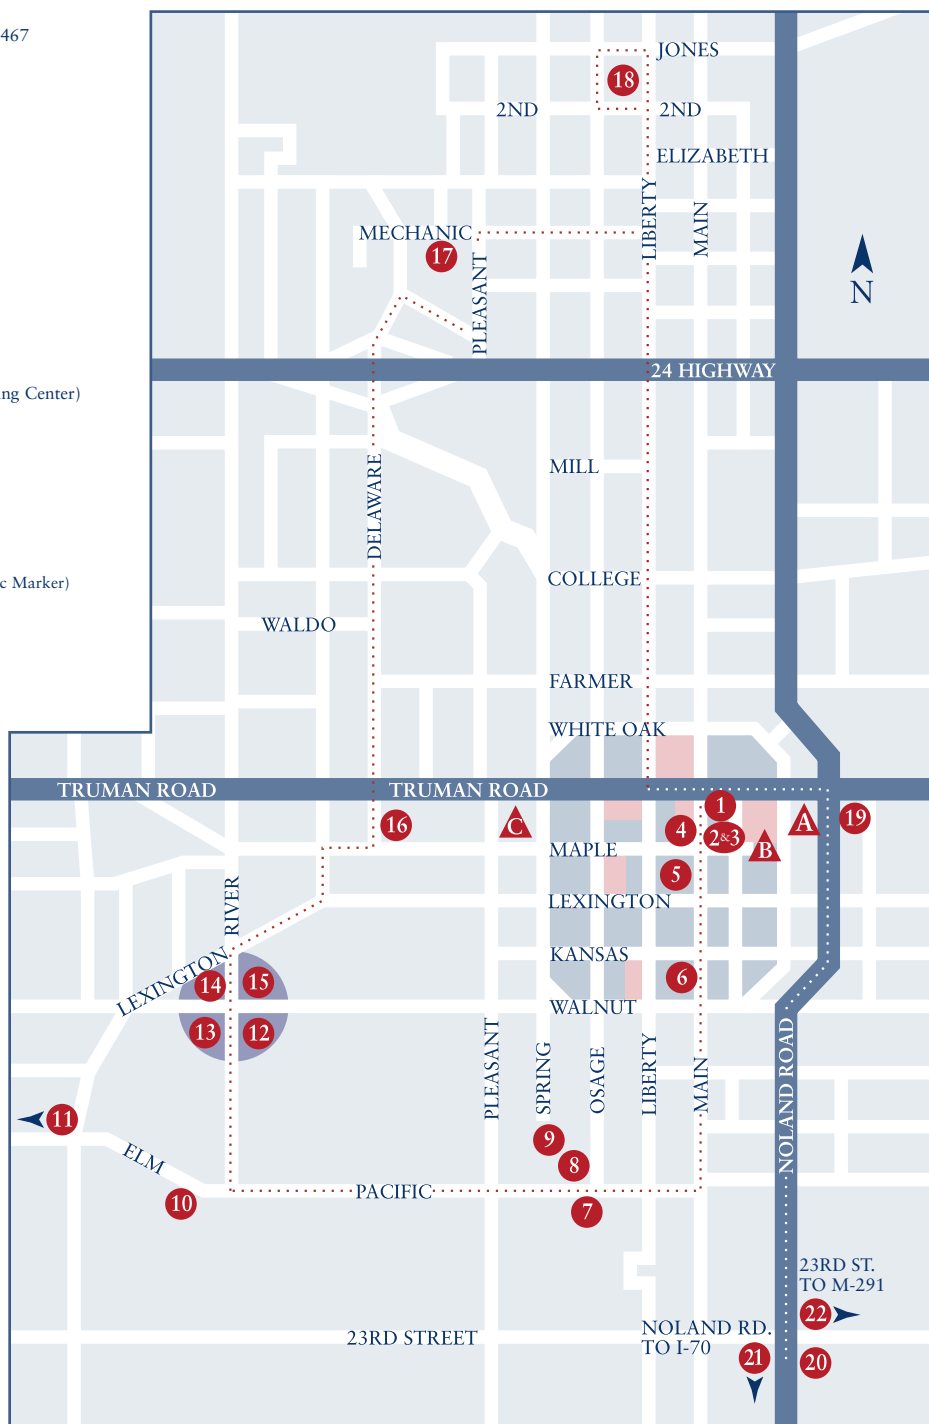 467
JONES
18
2ND
2ND
ELIZABETH
LIBERTY
MAIN
MECHANIC
17
PLEASANT
N
24 HIGHWAY
ng Center)
MILL
DELAWARE
COLLEGE
c Marker)
WALDO
FARMER
WHITE OAK
TRUMAN ROAD
TRUMAN ROAD
1
16
C
4
2&3
A
19
B
MAPLE
5
RIVER
LEXINGTON
LEXINGTON
KANSAS
14
15
6
WALNUT
13
12
PLEASANT
SPRING
OSAGE
LIBERTY
MAIN
NOLAND ROAD
11
9
ELM
8
PACIFIC
10
7
23RD ST.
TO M-291
22
23RD STREET
NOLAND RD.
TO I-70
21
20